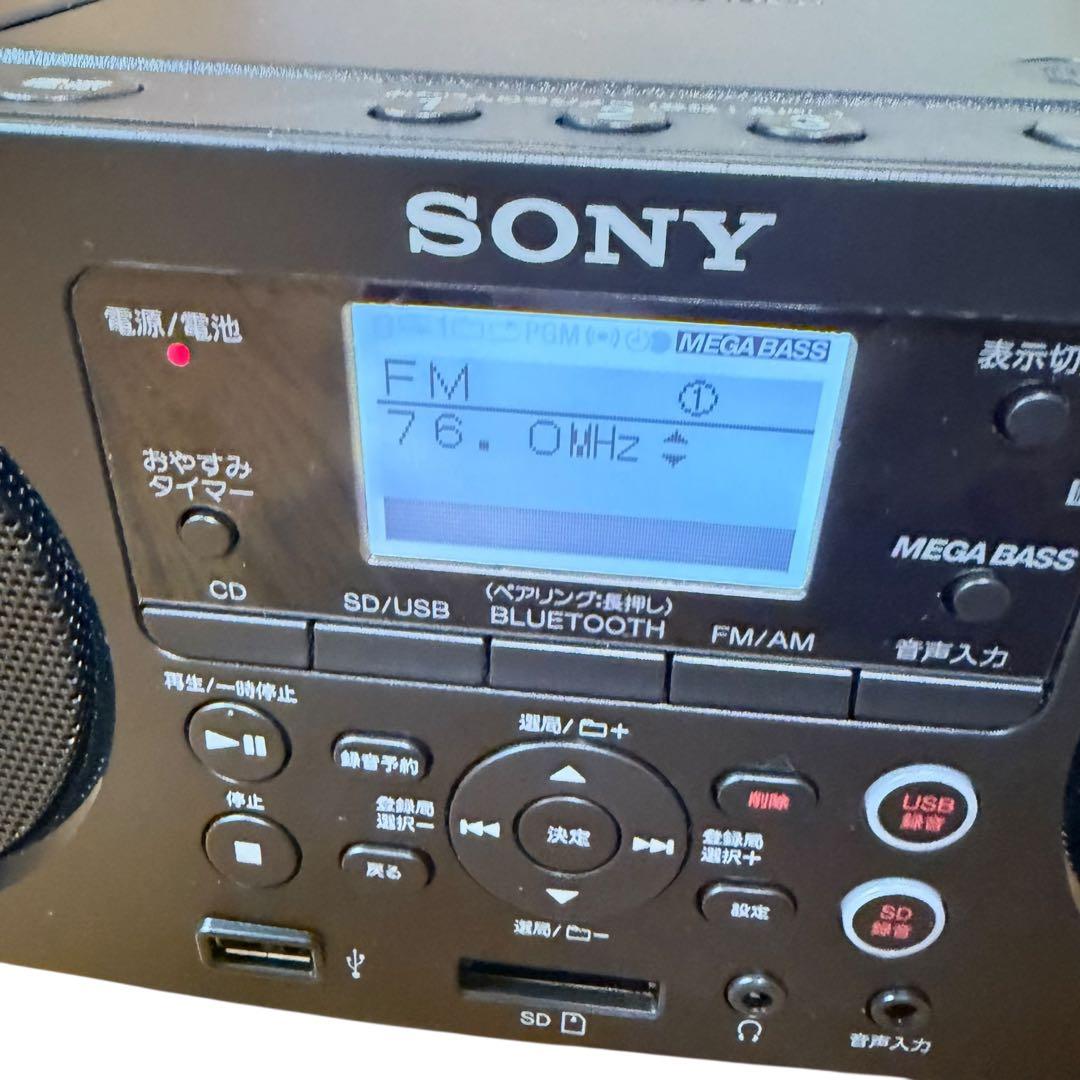 1
2
3
SONY
電源/電池
PGM
MEGA BASS
FM ①
76.0MHz
表示切
おやすみ
タイマー
MEGA BASS
CD
SD/USB
(ペアリング:長押し)
BLUETOOTH
FM/AM
音声入力
再生/一時停止
選局/ +
録音予約
削除
USB
録音
停止
登録局
選択−
決定
登録局
選択+
戻る
設定
SD
録音
選局/ −
SD
音声入力